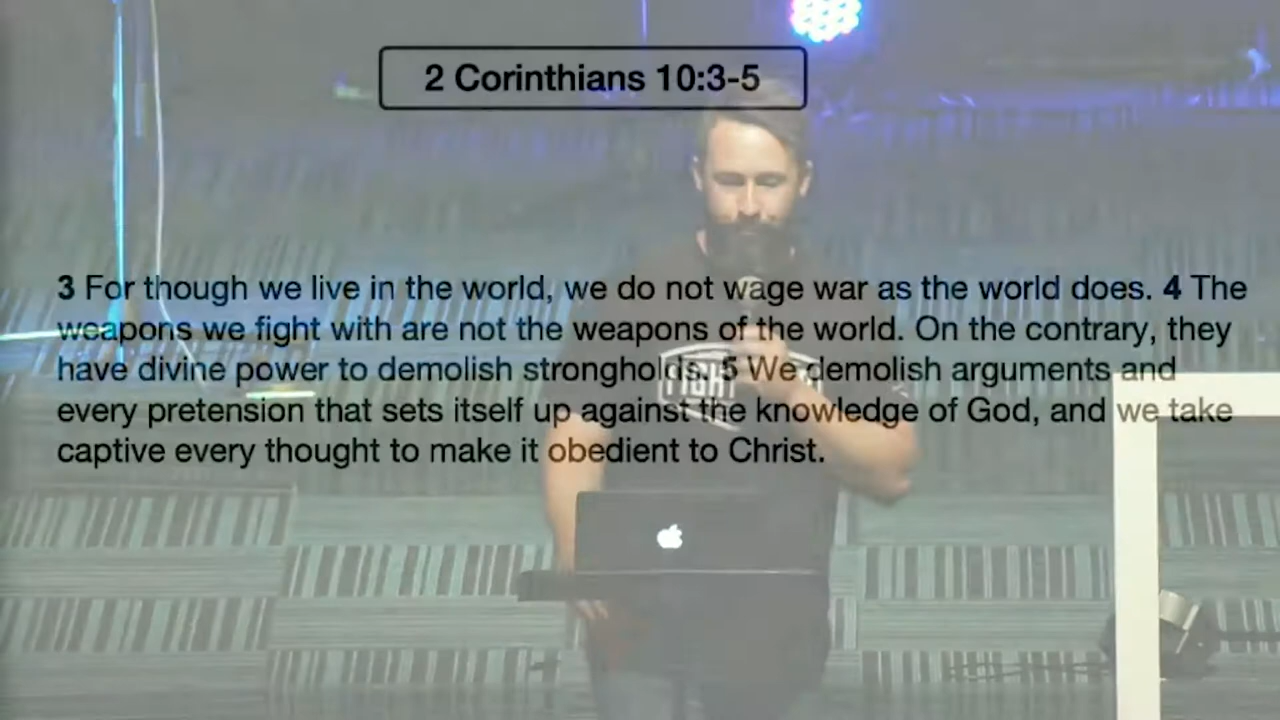 2 Corinthians 10:3-5
3 For though we live in the world, we do not wage war as the world does. 4 The
weapons we fight with are not the weapons of the world. On the contrary, they
have divine power to demolish strongholds. 5 We demolish arguments and
FIGHT
every pretension that sets itself up against the knowledge of God, and we take
captive every thought to make it obedient to Christ.